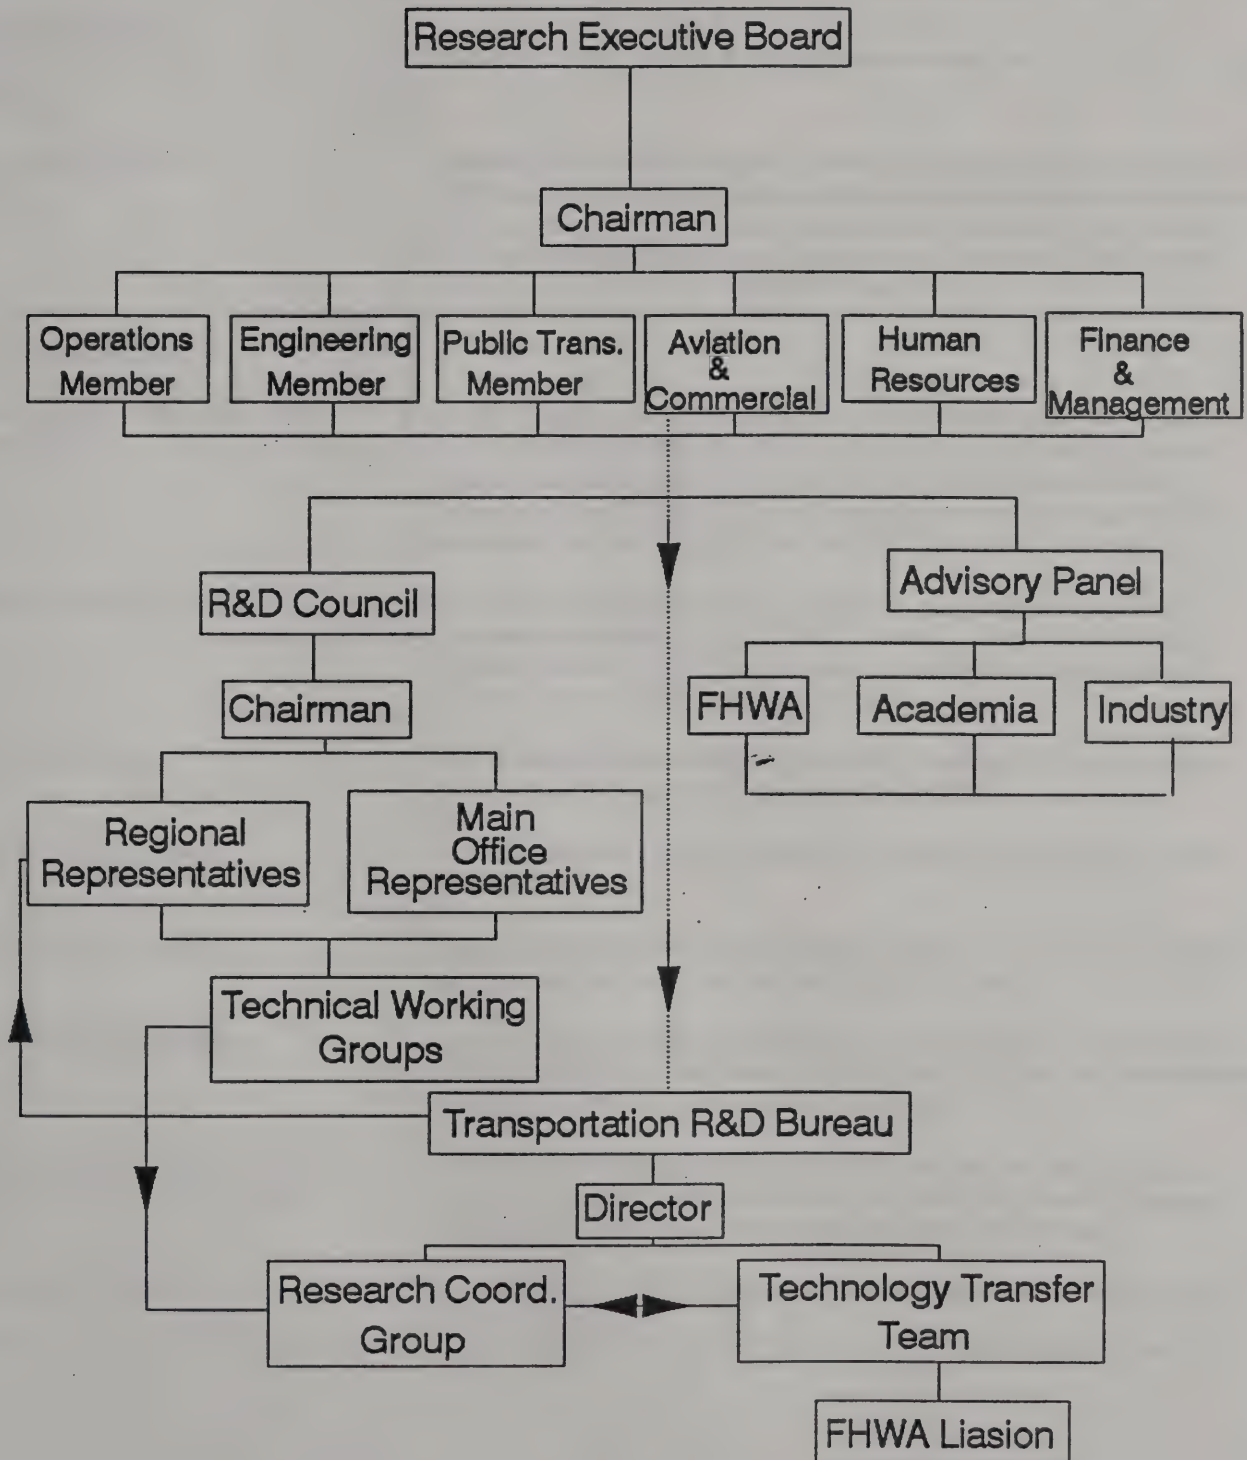 Research Executive Board
Chairman
Operations
Member
Engineering
Member
Public Trans.
Member
Aviation
&
Commercial
Human
Resources
Finance
&
Management
R&D Council
Advisory Panel
Chairman
FHWA
Academia
Industry
Regional
Representatives
Main
Office
Representatives
Technical Working
Groups
Transportation R&D Bureau
Director
Research Coord.
Group
Technology Transfer
Team
FHWA Liasion